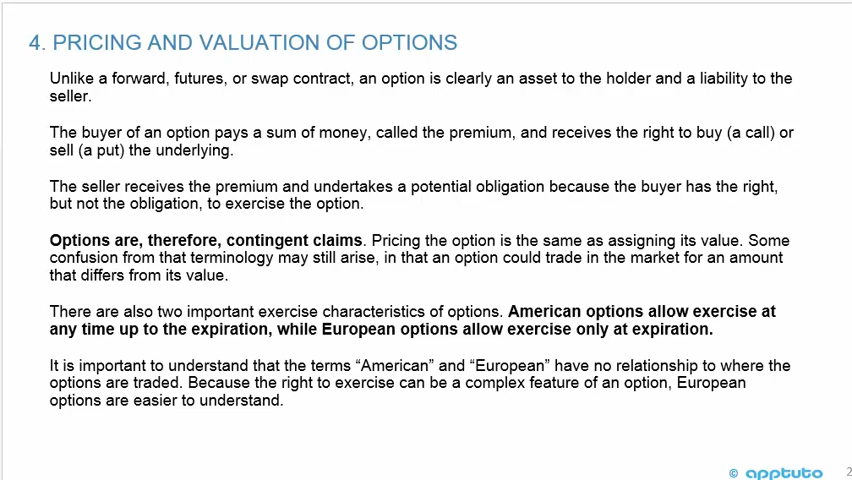 4. PRICING AND VALUATION OF OPTIONS
Unlike a forward, futures, or swap contract, an option is clearly an asset to the holder and a liability to the
seller.
The buyer of an option pays a sum of money, called the premium, and receives the right to buy (a call) or
sell (a put) the underlying.
The seller receives the premium and undertakes a potential obligation because the buyer has the right,
but not the obligation, to exercise the option.
Options are, therefore, contingent claims. Pricing the option is the same as assigning its value. Some
confusion from that terminology may still arise, in that an option could trade in the market for an amount
that differs from its value.
There are also two important exercise characteristics of options. American options allow exercise at
any time up to the expiration, while European options allow exercise only at expiration.
It is important to understand that the terms “American” and “European” have no relationship to where the
options are traded. Because the right to exercise can be a complex feature of an option, European
options are easier to understand.
© apptuto 2